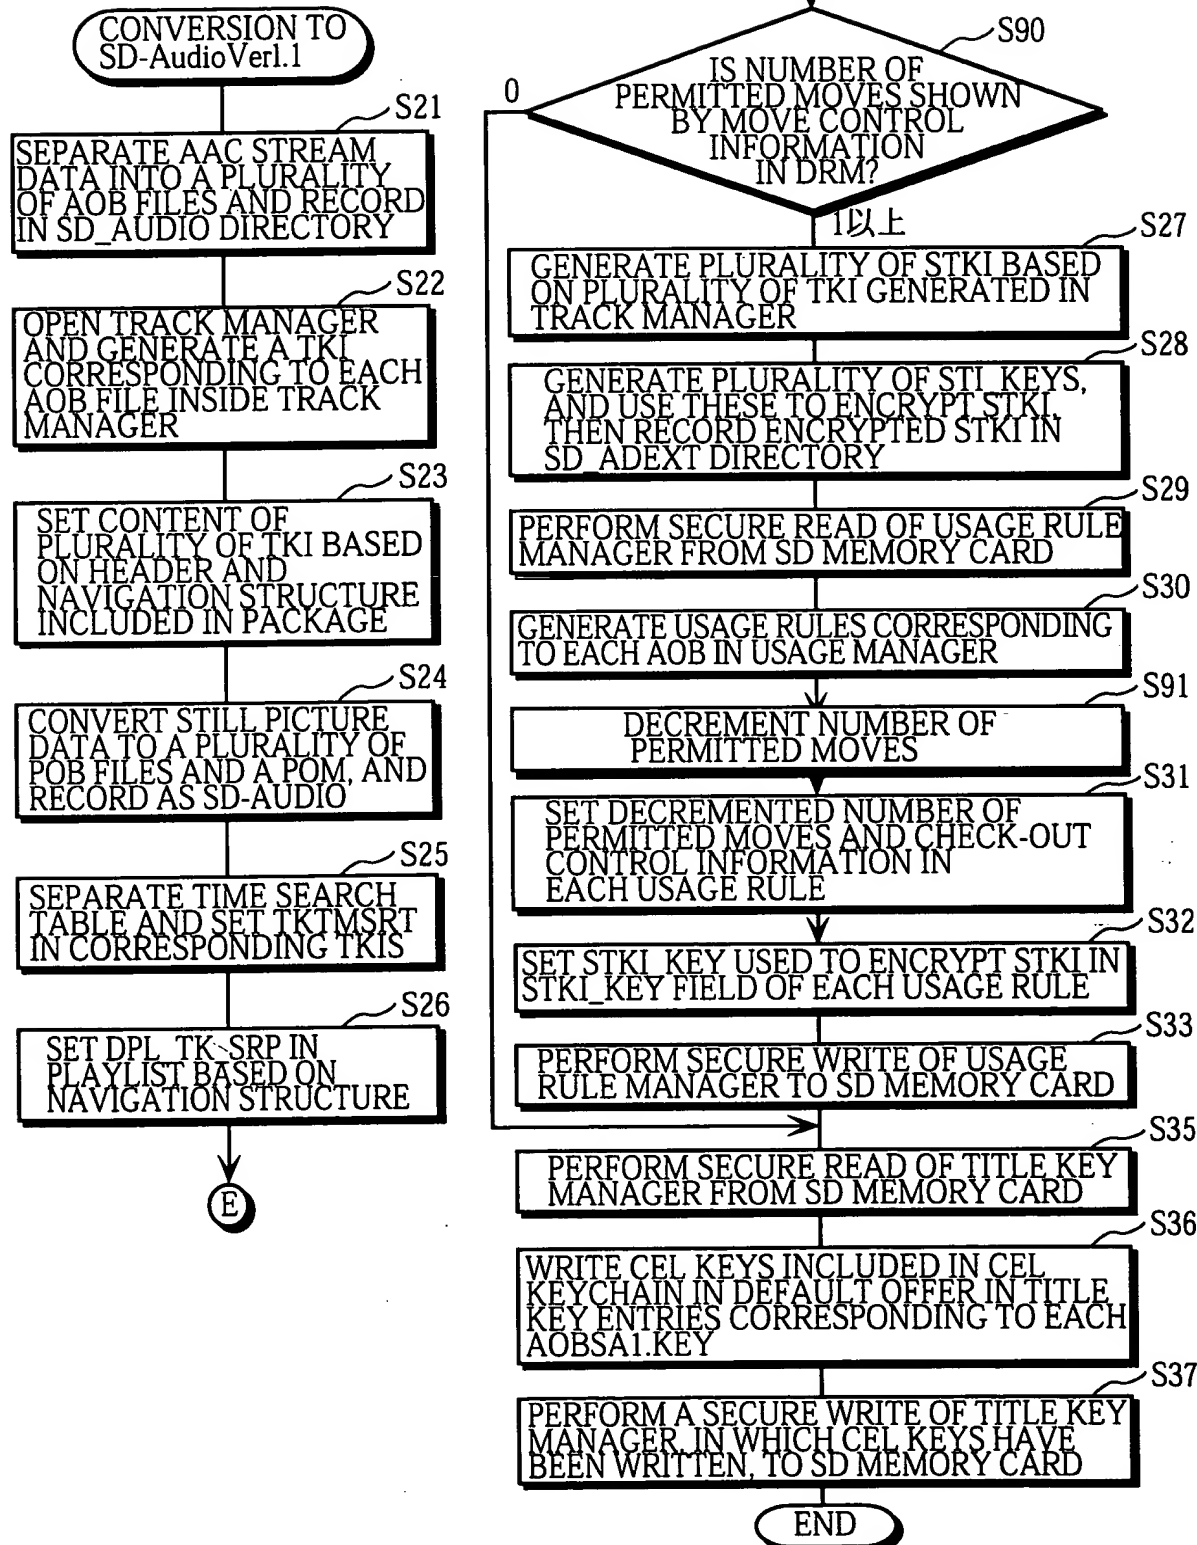 CONVERSION TO
SD-AudioVer1.1
S21
SEPARATE AAC STREAM
DATA INTO A PLURALITY
OF AOB FILES AND RECORD
IN SD_AUDIO DIRECTORY
S22
OPEN TRACK MANAGER
AND GENERATE A TKI
CORRESPONDING TO EACH
AOB FILE INSIDE TRACK
MANAGER
S23
SET CONTENT OF
PLURALITY OF TKI BASED
ON HEADER AND
NAVIGATION STRUCTURE
INCLUDED IN PACKAGE
S24
CONVERT STILL PICTURE
DATA TO A PLURALITY OF
POB FILES AND A POM, AND
RECORD AS SD-AUDIO
S25
SEPARATE TIME SEARCH
TABLE AND SET TKTMSRT
IN CORRESPONDING TKIS
S26
SET DPL_TK-SRP IN
PLAYLIST BASED ON
NAVIGATION STRUCTURE
E
S90
IS NUMBER OF
PERMITTED MOVES SHOWN
BY MOVE CONTROL
INFORMATION
IN DRM?
0
1以上
S27
GENERATE PLURALITY OF STKI BASED
ON PLURALITY OF TKI GENERATED IN
TRACK MANAGER
S28
GENERATE PLURALITY OF STI_KEYS,
AND USE THESE TO ENCRYPT STKI,
THEN RECORD ENCRYPTED STKI IN
SD_ADEXT DIRECTORY
S29
PERFORM SECURE READ OF USAGE RULE
MANAGER FROM SD MEMORY CARD
S30
GENERATE USAGE RULES CORRESPONDING
TO EACH AOB IN USAGE MANAGER
S91
DECREMENT NUMBER OF
PERMITTED MOVES
S31
SET DECREMENTED NUMBER OF
PERMITTED MOVES AND CHECK-OUT
CONTROL INFORMATION IN
EACH USAGE RULE
S32
SET STKI_KEY USED TO ENCRYPT STKI IN
STKI_KEY FIELD OF EACH USAGE RULE
S33
PERFORM SECURE WRITE OF USAGE
RULE MANAGER TO SD MEMORY CARD
S35
PERFORM SECURE READ OF TITLE KEY
MANAGER FROM SD MEMORY CARD
S36
WRITE CEL KEYS INCLUDED IN CEL
KEYCHAIN IN DEFAULT OFFER IN TITLE
KEY ENTRIES CORRESPONDING TO EACH
AOBSA1.KEY
S37
PERFORM A SECURE WRITE OF TITLE KEY
MANAGER, IN WHICH CEL KEYS HAVE
BEEN WRITTEN, TO SD MEMORY CARD
END